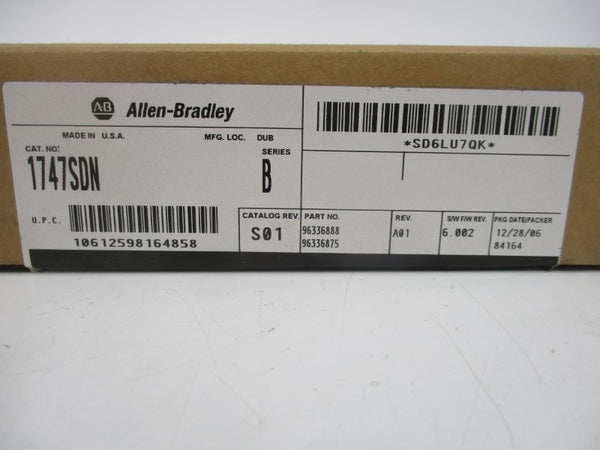 AB Allen-Bradley
MADE IN U.S.A. MFG. LOC. DUB
CAT. NO. SERIES
1747SDN B
*SD6LU7QK*
U.P.C.
10612598164858
CATALOG REV. PART NO. REV. S/W F/W REV. PKG DATE/PACKER
S01 96336888 A01 6.002 12/28/06
96336875 84164